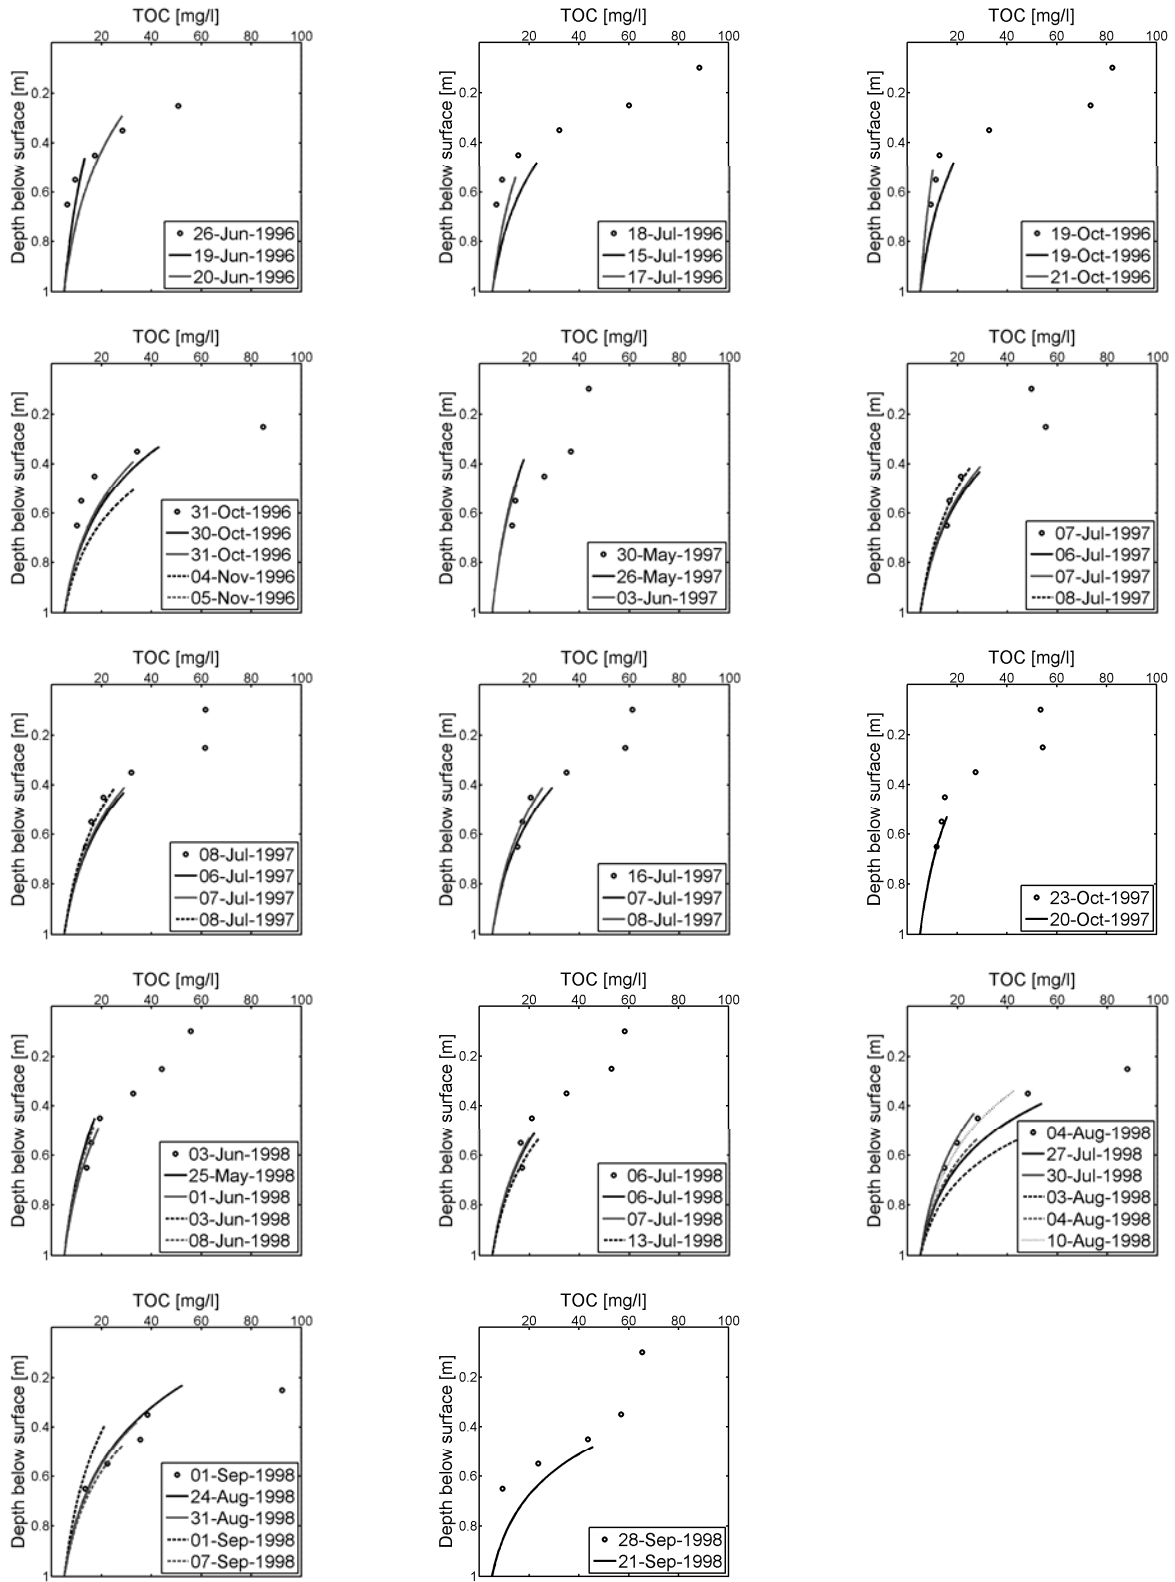 TOC [mg/l]
20 40 60 80 100
Depth below surface [m]
0.2
0.4
0.6
0.8
1
26-Jun-1996
19-Jun-1996
20-Jun-1996
TOC [mg/l]
20 40 60 80 100
Depth below surface [m]
0.2
0.4
0.6
0.8
1
18-Jul-1996
15-Jul-1996
17-Jul-1996
TOC [mg/l]
20 40 60 80 100
Depth below surface [m]
0.2
0.4
0.6
0.8
1
19-Oct-1996
19-Oct-1996
21-Oct-1996
TOC [mg/l]
20 40 60 80 100
Depth below surface [m]
0.2
0.4
0.6
0.8
1
31-Oct-1996
30-Oct-1996
31-Oct-1996
04-Nov-1996
05-Nov-1996
TOC [mg/l]
20 40 60 80 100
Depth below surface [m]
0.2
0.4
0.6
0.8
1
30-May-1997
26-May-1997
03-Jun-1997
TOC [mg/l]
20 40 60 80 100
Depth below surface [m]
0.2
0.4
0.6
0.8
1
07-Jul-1997
06-Jul-1997
07-Jul-1997
08-Jul-1997
TOC [mg/l]
20 40 60 80 100
Depth below surface [m]
0.2
0.4
0.6
0.8
1
08-Jul-1997
06-Jul-1997
07-Jul-1997
08-Jul-1997
TOC [mg/l]
20 40 60 80 100
Depth below surface [m]
0.2
0.4
0.6
0.8
1
16-Jul-1997
07-Jul-1997
08-Jul-1997
TOC [mg/l]
20 40 60 80 100
Depth below surface [m]
0.2
0.4
0.6
0.8
1
23-Oct-1997
20-Oct-1997
TOC [mg/l]
20 40 60 80 100
Depth below surface [m]
0.2
0.4
0.6
0.8
1
03-Jun-1998
25-May-1998
01-Jun-1998
03-Jun-1998
08-Jun-1998
TOC [mg/l]
20 40 60 80 100
Depth below surface [m]
0.2
0.4
0.6
0.8
1
06-Jul-1998
06-Jul-1998
07-Jul-1998
13-Jul-1998
TOC [mg/l]
20 40 60 80 100
Depth below surface [m]
0.2
0.4
0.6
0.8
1
04-Aug-1998
27-Jul-1998
30-Jul-1998
03-Aug-1998
04-Aug-1998
10-Aug-1998
TOC [mg/l]
20 40 60 80 100
Depth below surface [m]
0.2
0.4
0.6
0.8
1
01-Sep-1998
24-Aug-1998
31-Aug-1998
01-Sep-1998
07-Sep-1998
TOC [mg/l]
20 40 60 80 100
Depth below surface [m]
0.2
0.4
0.6
0.8
1
28-Sep-1998
21-Sep-1998